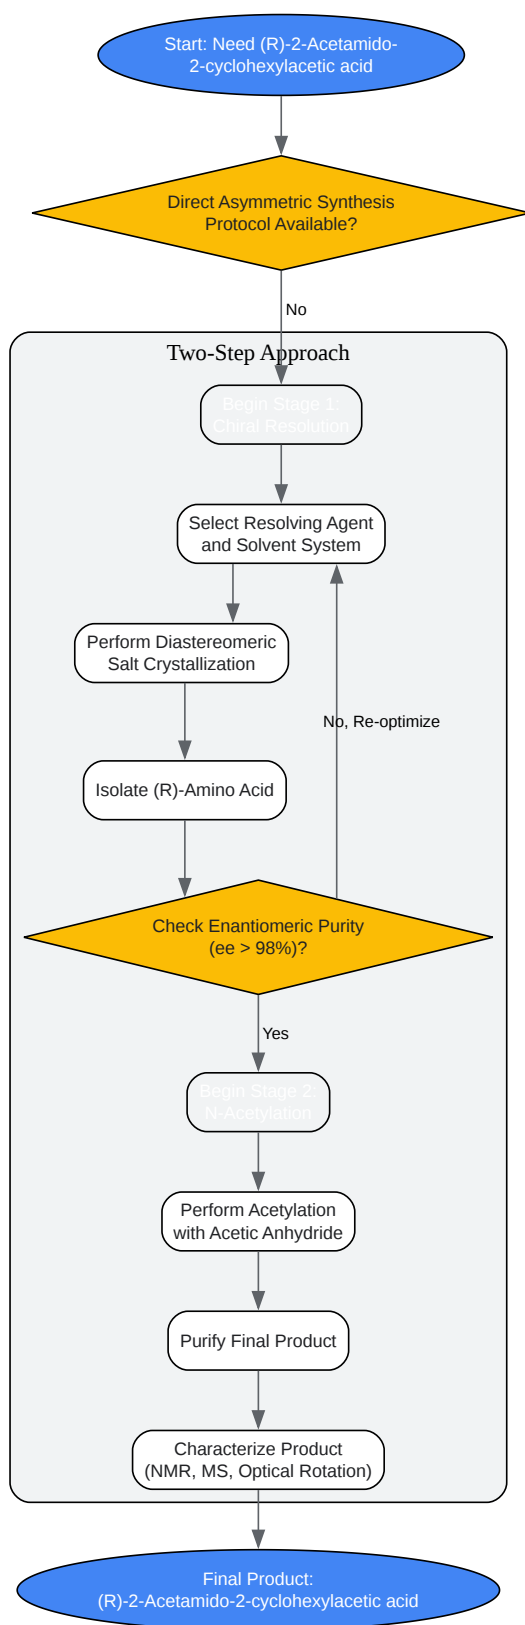 Start: Need (R)-2-Acetamido-
2-cyclohexylacetic acid
Direct Asymmetric Synthesis
Protocol Available?
No
Two-Step Approach
Begin Stage 1:
Chiral Resolution
Select Resolving Agent
and Solvent System
Perform Diastereomeric
Salt Crystallization
No, Re-optimize
Isolate (R)-Amino Acid
Check Enantiomeric Purity
(ee > 98%)?
Yes
Begin Stage 2:
N-Acetylation
Perform Acetylation
with Acetic Anhydride
Purify Final Product
Characterize Product
(NMR, MS, Optical Rotation)
Final Product:
(R)-2-Acetamido-2-cyclohexylacetic acid